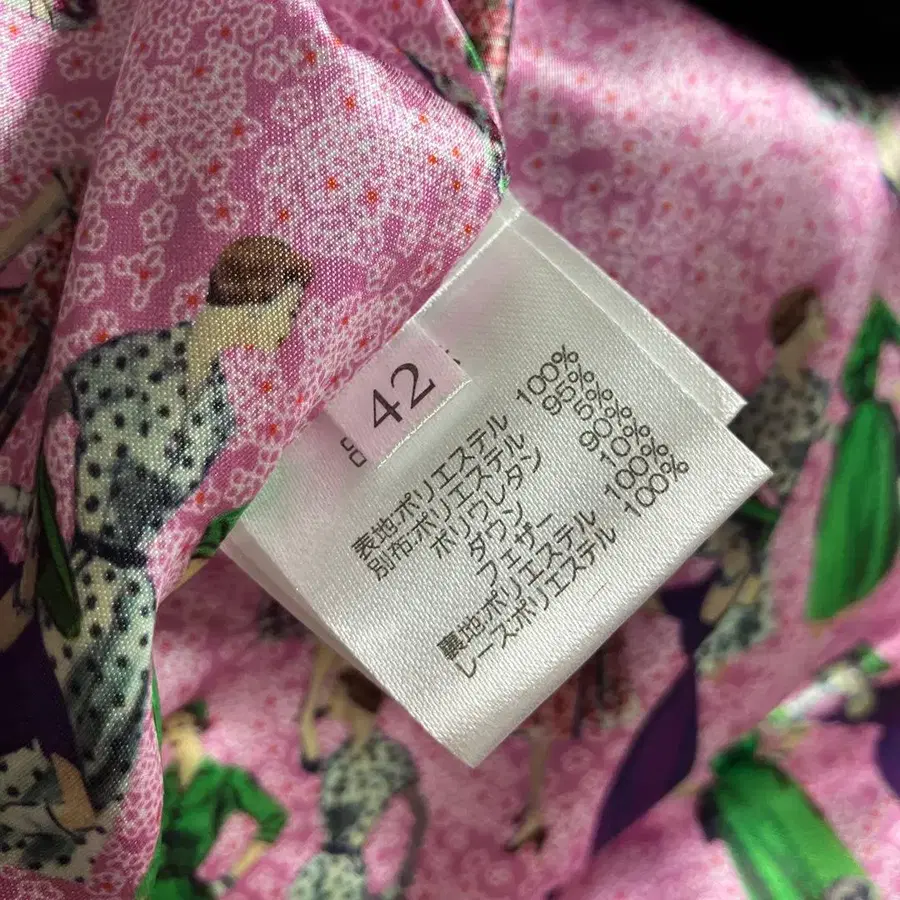 42
表地.ポリエステル 100%
別布.ポリエステル 95%
ポリウレタン 5%
ダウン 90%
フェザー 10%
裏地.ポリエステル 100%
レース.ポリエステル 100%